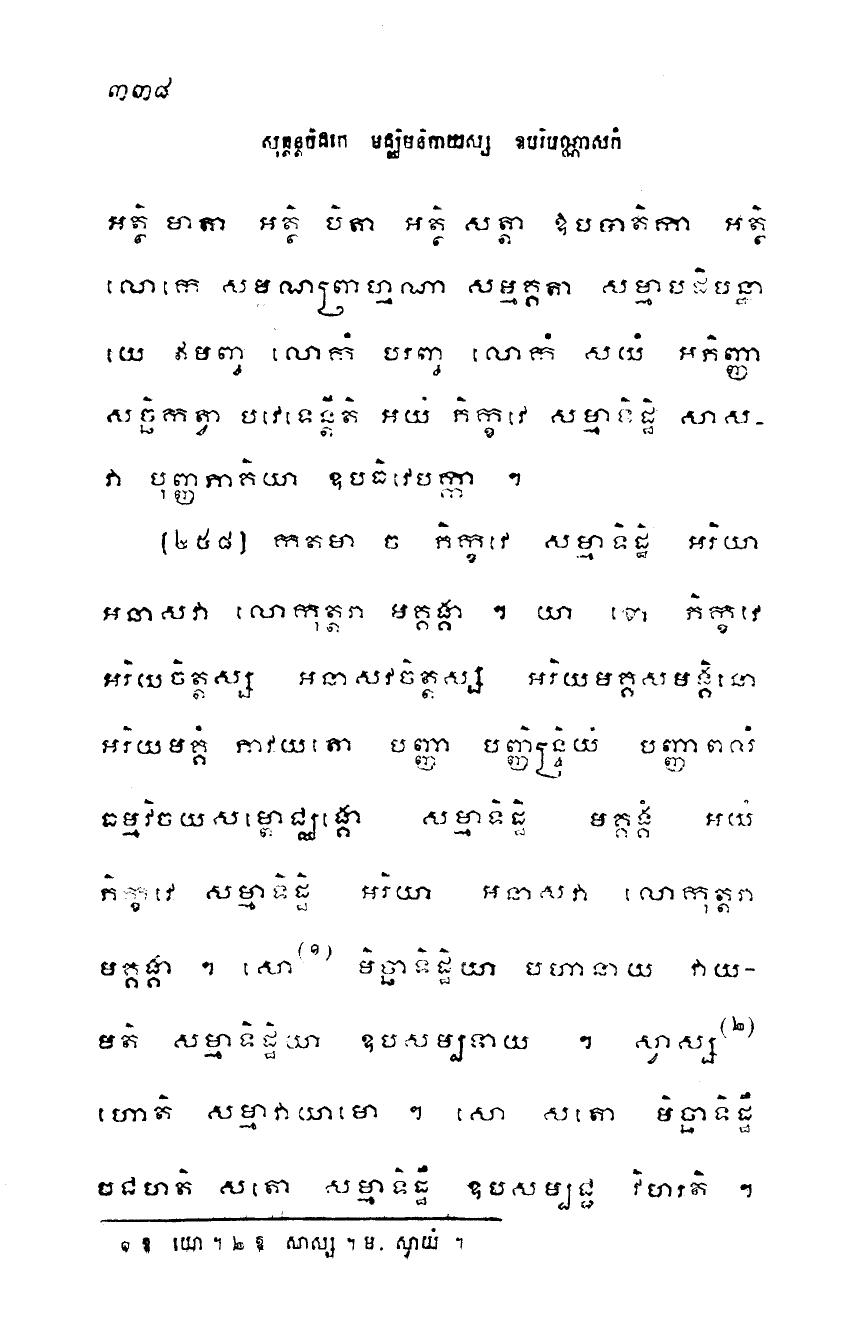 ៣៣៨
សុត្តន្តបិដកេ មជ្ឈិមនិកាយស្ស ឧបរិបណ្ណាសកំ
អត្ថិ មាតា អត្ថិ បិតា អត្ថិ សត្តា ឱបបាតិកា អត្ថិ
លោកេ សមណព្រាហ្មណា សម្មគ្គតា សម្មាបដិបន្នា
យេ ឥមញ្ច លោកំ បរញ្ច លោកំ សយំ អភិញ្ញា
សច្ឆិកត្វា បវេទេន្តីតិ អយំ ភិក្ខវេ សម្មាទិដ្ឋិ សាស-
វា បុញ្ញភាគិយា ឧបធិវេបក្កា ។
(២៥៨) កតមា ច ភិក្ខវេ សម្មាទិដ្ឋិ អរិយា
អនាសវា លោកុត្តរា មគ្គង្គា ។ យា ខោ ភិក្ខវេ
អរិយចិត្តស្ស អនាសវចិត្តស្ស អរិយមគ្គសមង្គិនោ
អរិយមគ្គំ ភាវយតោ បញ្ញា បញ្ញិន្ទ្រិយំ បញ្ញាពលំ
ធម្មវិចយសម្ពោជ្ឈង្គោ សម្មាទិដ្ឋិ មគ្គង្គំ អយំ
ភិក្ខវេ សម្មាទិដ្ឋិ អរិយា អនាសវា លោកុត្តរា
មគ្គង្គា ។ សោ(១) មិច្ឆាទិដ្ឋិយា បហានាយ វាយ-
មតិ សម្មាទិដ្ឋិយា ឧបសម្បទាយ ។ ស្វាស្ស(២)
ហោតិ សម្មាវាយាមោ ។ សោ សតោ មិច្ឆាទិដ្ឋឹ
បជហតិ សតោ សម្មាទិដ្ឋឹ ឧបសម្បជ្ជ វិហរតិ ។
១ ឱ យោ ។ ២ ឱ សាស្ស ។ ម. ស្វាយំ ។